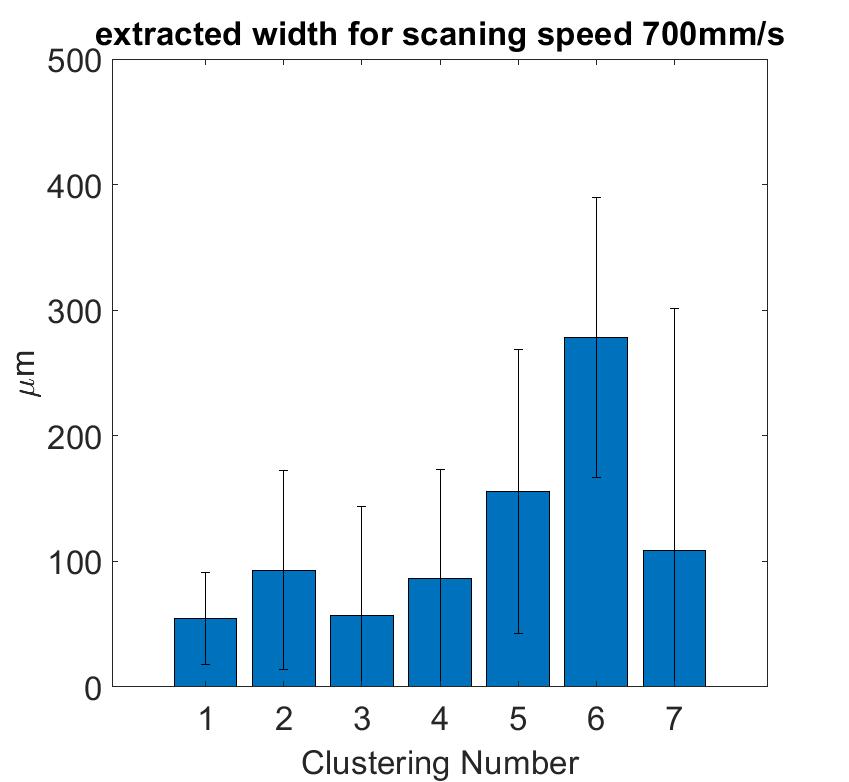 extracted width for scaning speed 700mm/s
500
400
300
200
100
0
μm
1 2 3 4 5 6 7
Clustering Number